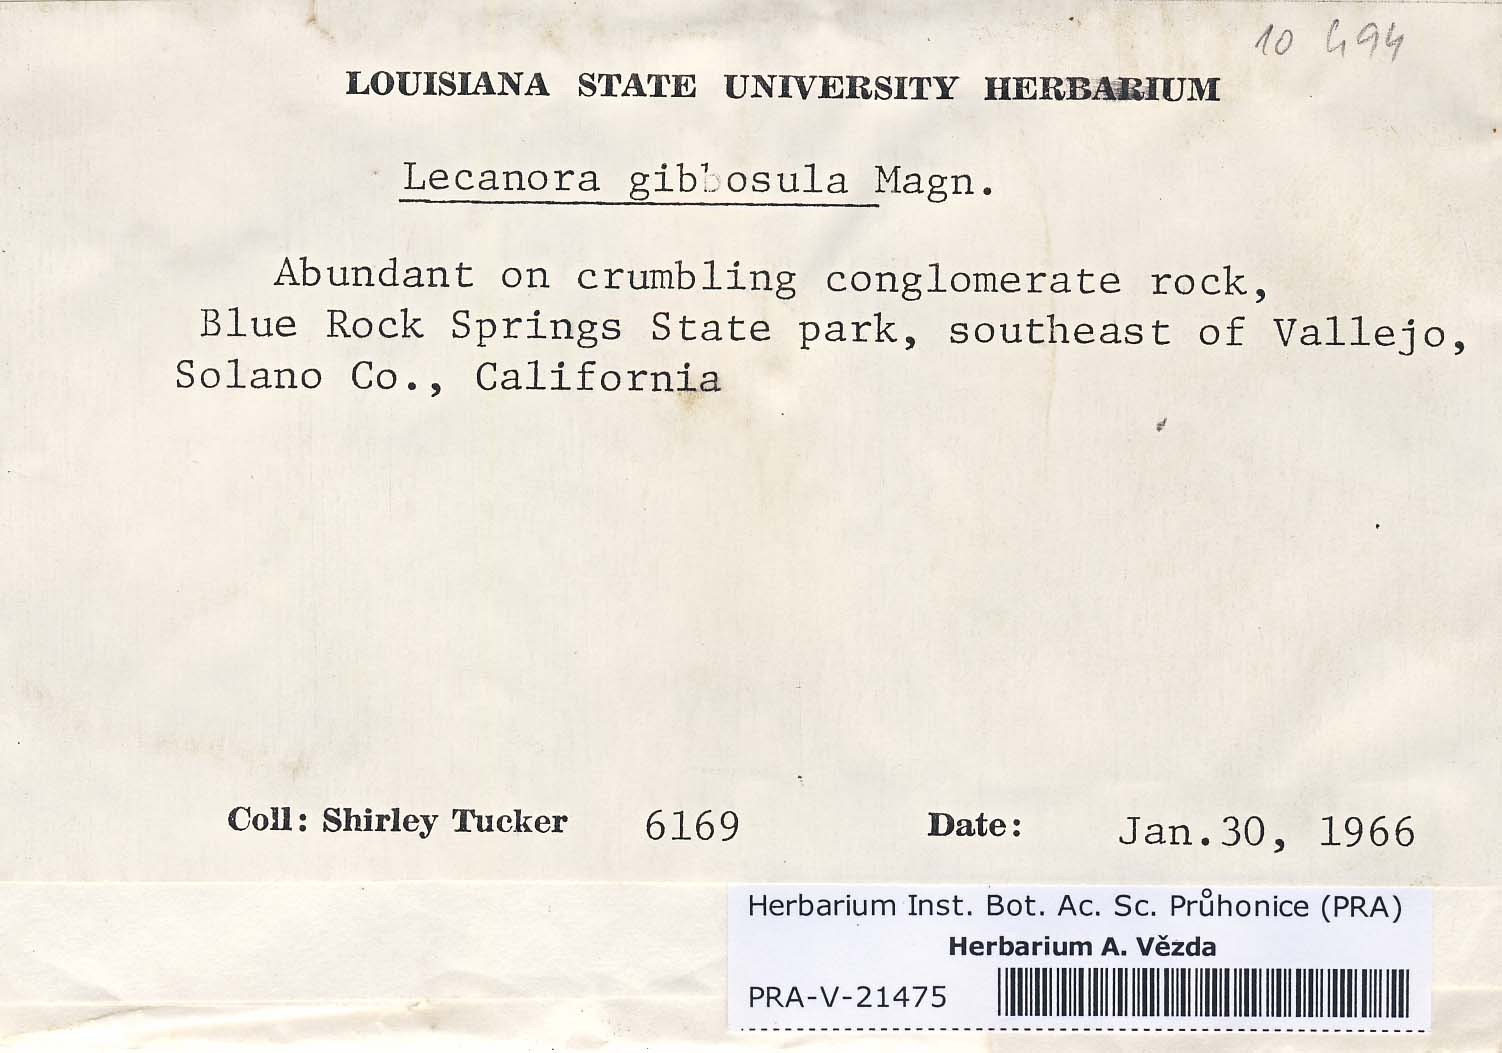 10 494
LOUISIANA STATE UNIVERSITY HERBARIUM
Lecanora gibbosula Magn.
Abundant on crumbling conglomerate rock,
Blue Rock Springs State park, southeast of Vallejo,
Solano Co., California
Coll: Shirley Tucker 6169 Date: Jan.30, 1966
Herbarium Inst. Bot. Ac. Sc. Průhonice (PRA)
Herbarium A. Vězda
PRA-V-21475